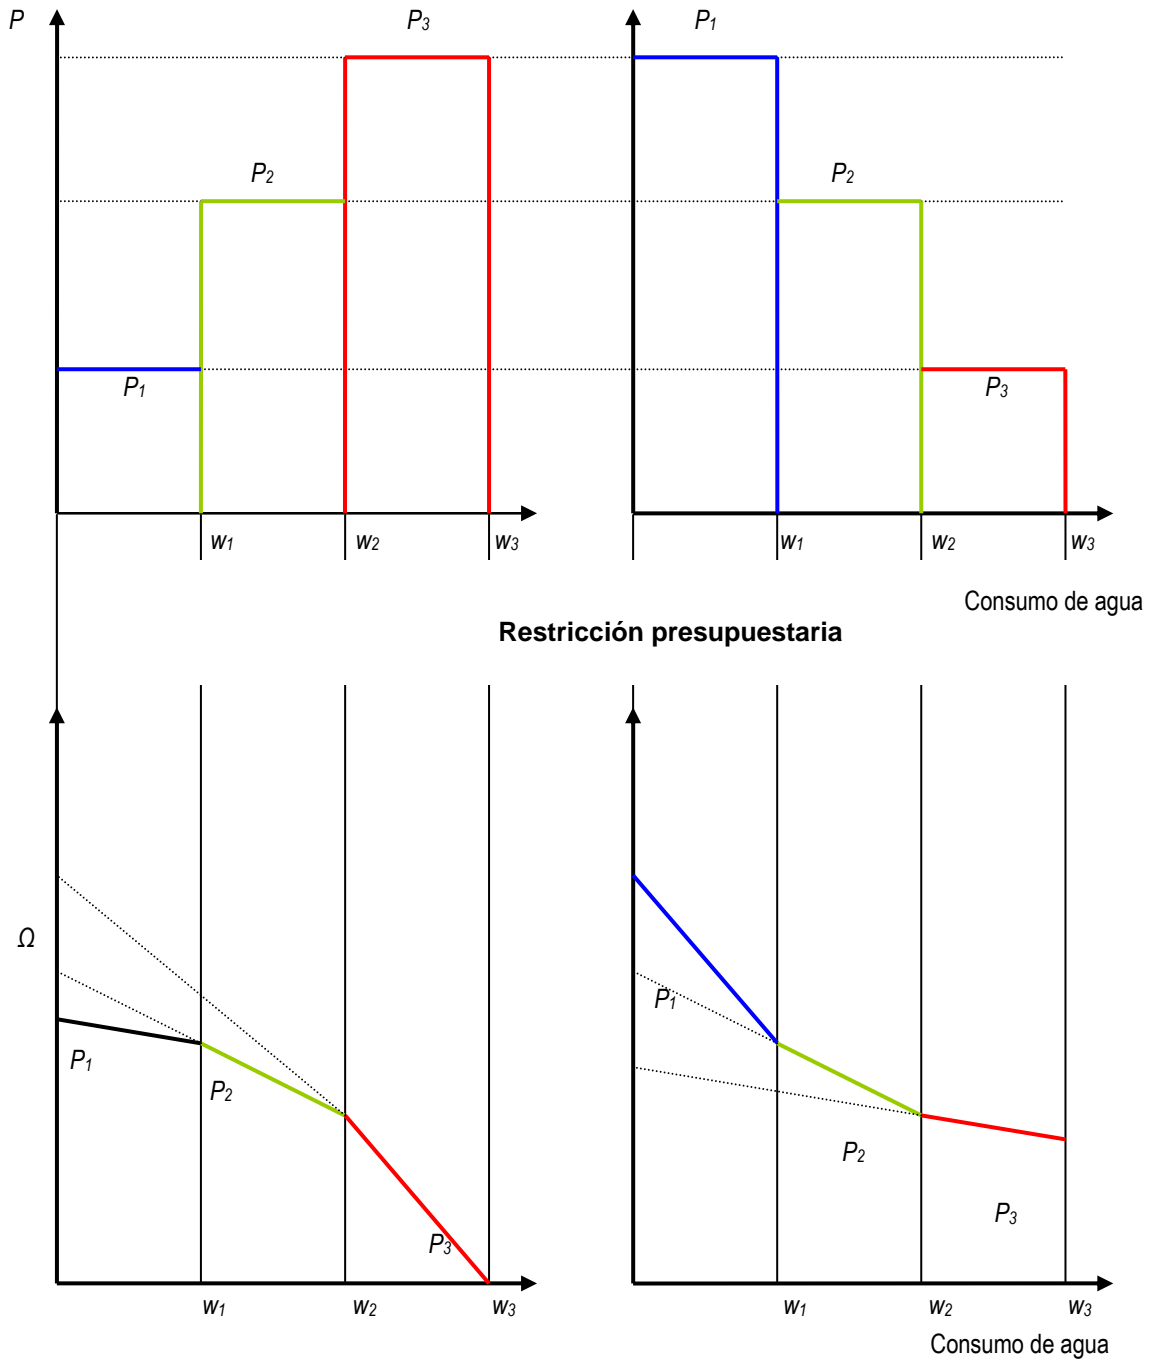 P P3 P1
P2 P2
P1 P3
w1 w2 w3 w1 w2 w3
Consumo de agua
Restricción presupuestaria
Ω
P1
P1
P2
P2
P3
P3
w1 w2 w3 w1 w2 w3
Consumo de agua